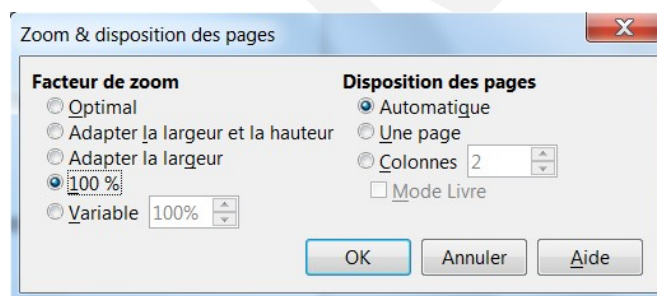 Zoom & disposition des pages
X
Facteur de zoom
Optimal
Adapter la largeur et la hauteur
Adapter la largeur
100 %
Variable 100%
Disposition des pages
Automatique
Une page
Colonnes 2
Mode Livre
OK Annuler Aide